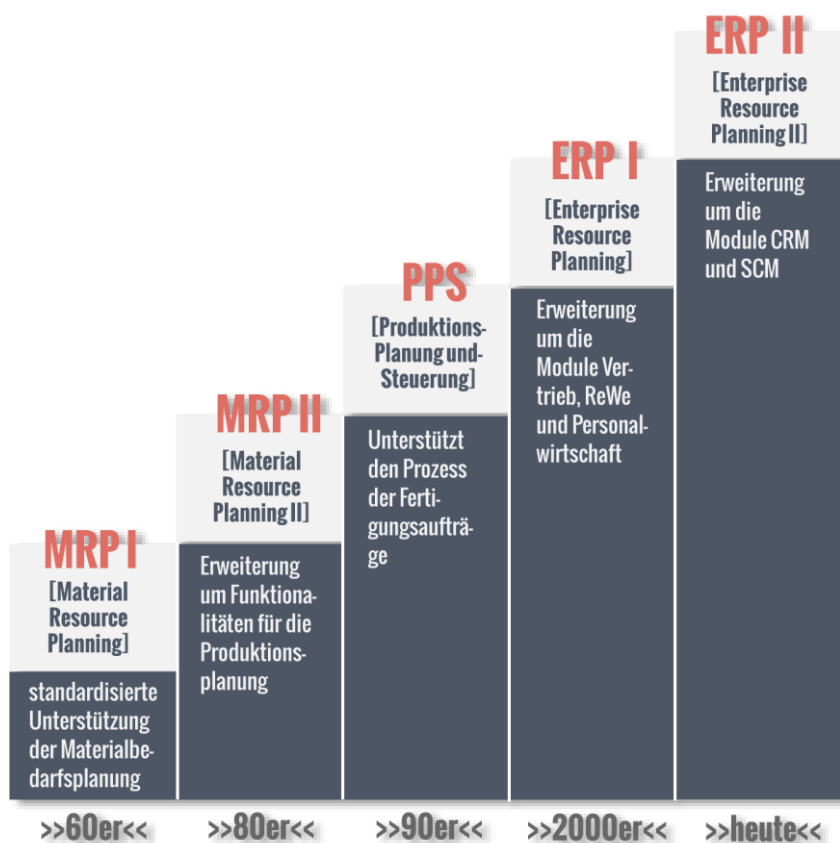 MRP I
[Material
Resource
Planning]
standardisierte
Unterstützung
der Materialbe-
darfsplanung
>>60er<<
MRP II
[Material
Resource
Planning II]
Erweiterung
um Funktiona-
litäten für die
Produktions-
planung
>>80er<<
PPS
[Produktions-
Planung und-
Steuerung]
Unterstützt
den Prozess
der Ferti-
gungsaufträ-
ge
>>90er<<
ERP I
[Enterprise
Resource
Planning]
Erweiterung
um die
Module Ver-
trieb, ReWe
und Personal-
wirtschaft
>>2000er<<
ERP II
[Enterprise
Resource
Planning II]
Erweiterung
um die
Module CRM
und SCM
>>heute<<